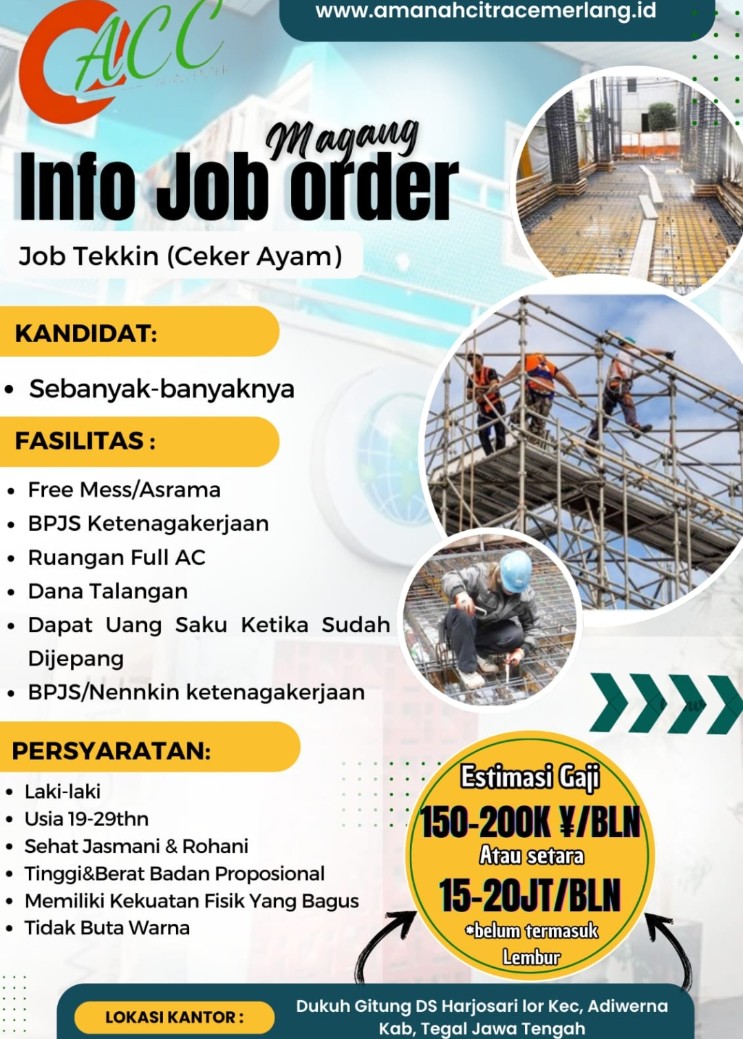 www.amanahcitracemerlang.id
ACC
Magang
Info Job order
Job Tekkin (Ceker Ayam)
KANDIDAT:
• Sebanyak-banyaknya
FASILITAS :
• Free Mess/Asrama
• BPJS Ketenagakerjaan
• Ruangan Full AC
• Dana Talangan
• Dapat Uang Saku Ketika Sudah
Dijepang
• BPJS/Nennkin ketenagakerjaan
PERSYARATAN:
• Laki-laki
• Usia 19-29thn
• Sehat Jasmani & Rohani
• Tinggi&Berat Badan Proposional
• Memiliki Kekuatan Fisik Yang Bagus
• Tidak Buta Warna
Estimasi Gaji
150-200K ¥/BLN
Atau setara
15-20JT/BLN
*belum termasuk
Lembur
LOKASI KANTOR :
Dukuh Gitung DS Harjosari lor Kec, Adiwerna
Kab, Tegal Jawa Tengah